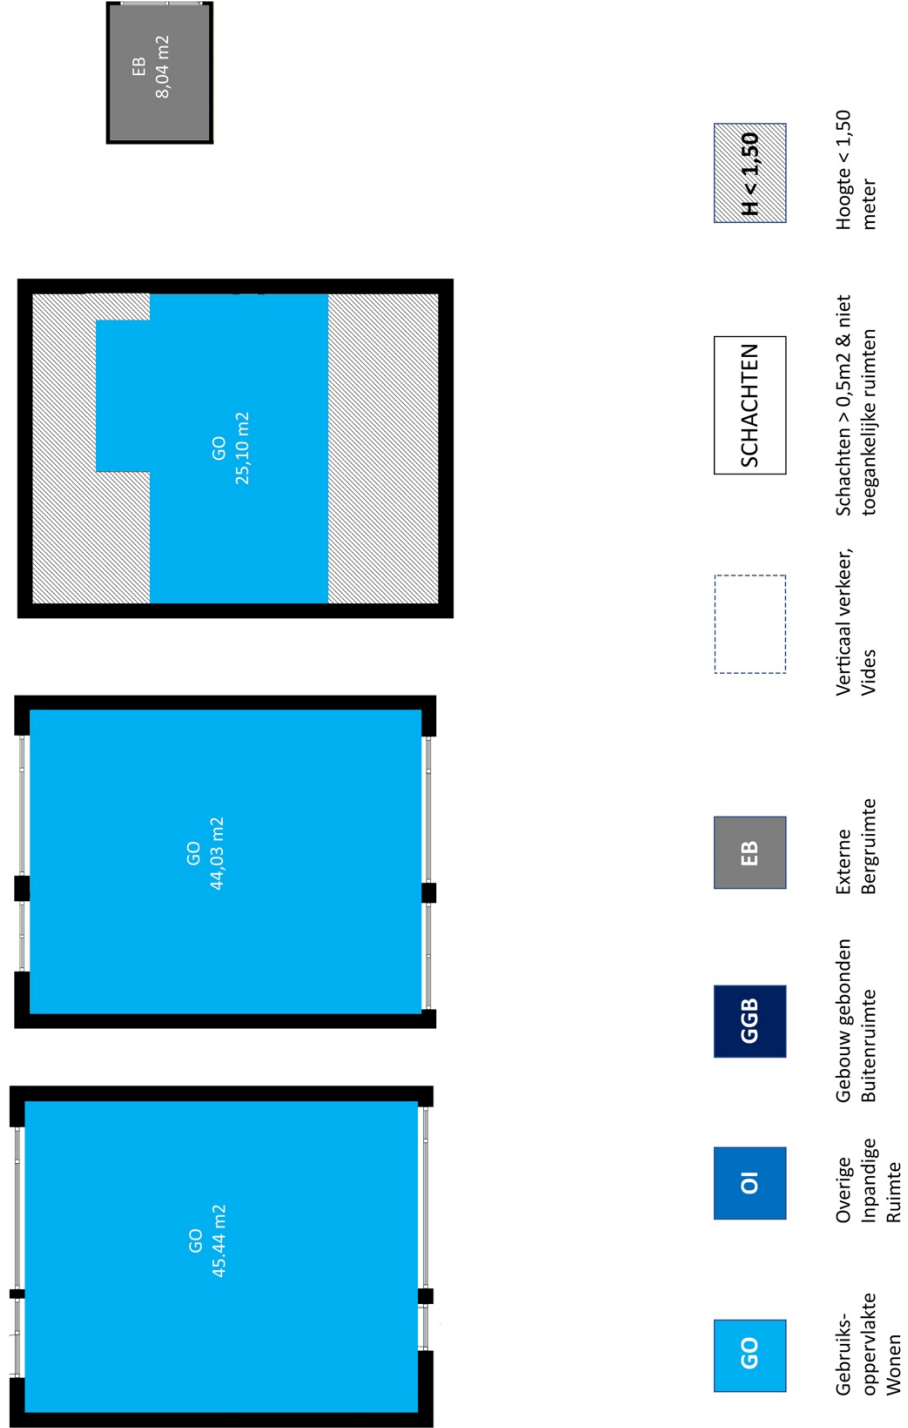 GO
45.44 m2
GO
44,03 m2
GO
25,10 m2
EB
8,04 m2
GO
Gebruiks-
oppervlakte
Wonen
OI
Overige
Inpandige
Ruimte
GGB
Gebouw gebonden
Buitenruimte
EB
Externe
Bergruimte
Verticaal verkeer,
Vides
SCHACHTEN
Schachten > 0,5m2 & niet
toegankelijke ruimten
H < 1,50
Hoogte < 1,50
meter